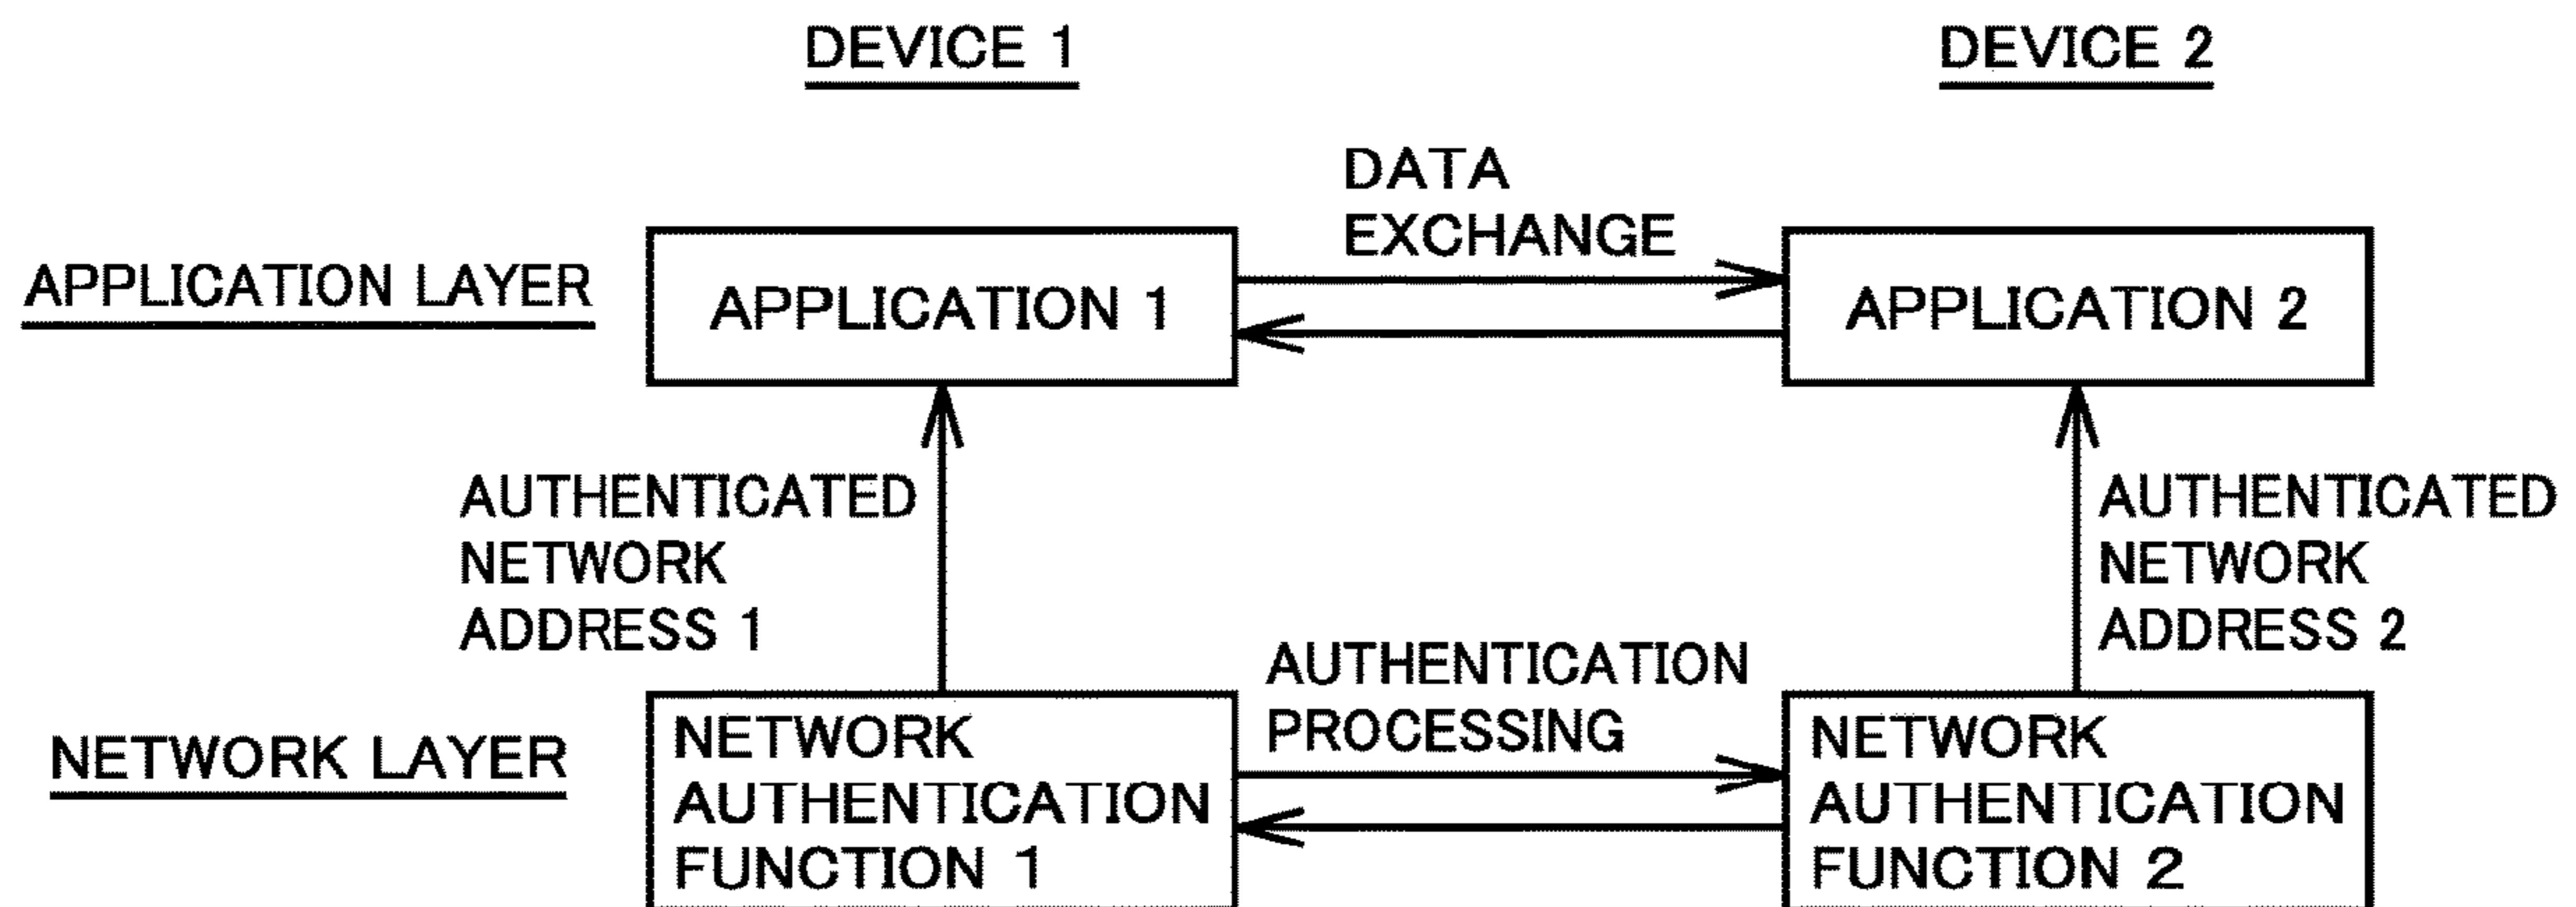 DEVICE 1
DEVICE 2
DATA
EXCHANGE
APPLICATION LAYER
APPLICATION 1
APPLICATION 2
AUTHENTICATED
NETWORK
ADDRESS 1
AUTHENTICATED
NETWORK
ADDRESS 2
AUTHENTICATION
PROCESSING
NETWORK LAYER
NETWORK
AUTHENTICATION
FUNCTION 1
NETWORK
AUTHENTICATION
FUNCTION 2